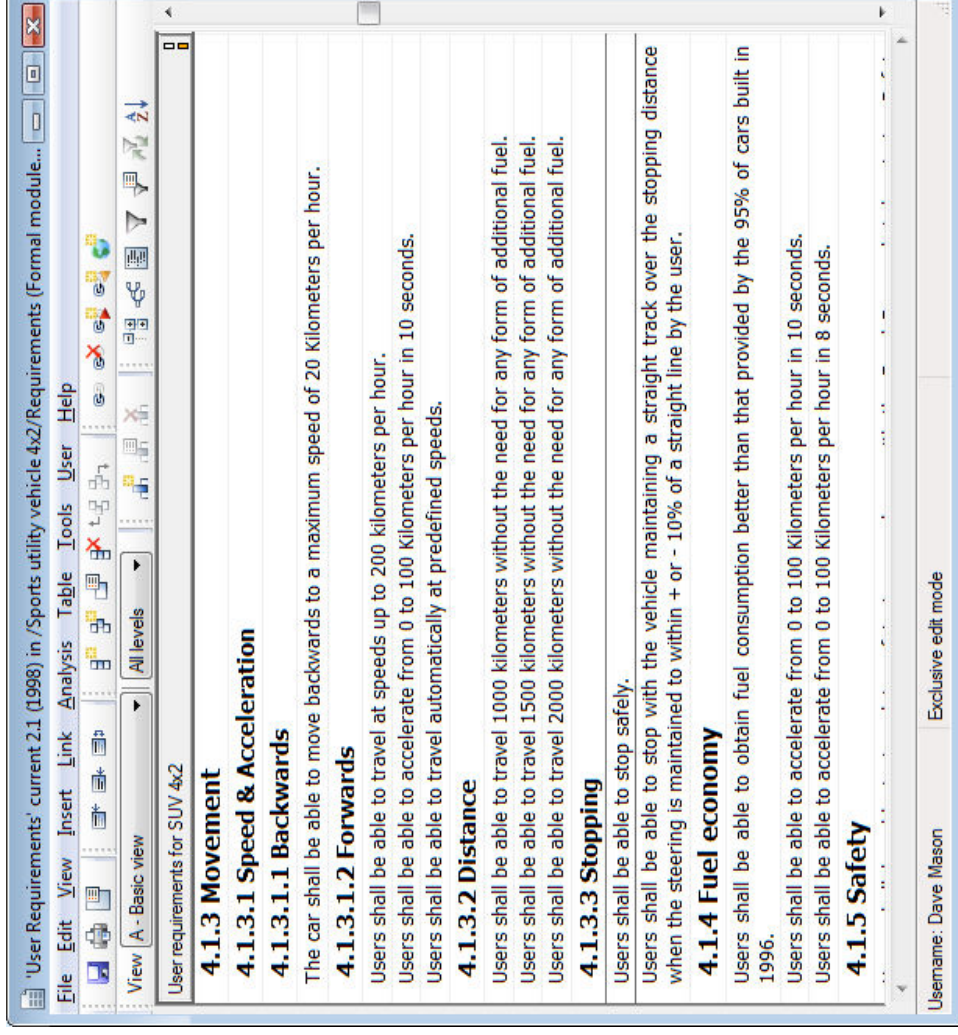 'User Requirements' current 2.1 (1998) in /Sports utility vehicle 4x2/Requirements (Formal module...
File Edit View Insert Link Analysis Table Tools User Help
View A - Basic view All levels
User requirements for SUV 4x2
4.1.3 Movement
4.1.3.1 Speed & Acceleration
4.1.3.1.1 Backwards
The car shall be able to move backwards to a maximum speed of 20 Kilometers per hour.
4.1.3.1.2 Forwards
Users shall be able to travel at speeds up to 200 kilometers per hour.
Users shall be able to accelerate from 0 to 100 Kilometers per hour in 10 seconds.
Users shall be able to travel automatically at predefined speeds.
4.1.3.2 Distance
Users shall be able to travel 1000 kilometers without the need for any form of additional fuel.
Users shall be able to travel 1500 kilometers without the need for any form of additional fuel.
Users shall be able to travel 2000 kilometers without the need for any form of additional fuel.
4.1.3.3 Stopping
Users shall be able to stop safely.
Users shall be able to stop with the vehicle maintaining a straight track over the stopping distance
when the steering is maintained to within + or - 10% of a straight line by the user.
4.1.4 Fuel economy
Users shall be able to obtain fuel consumption better than that provided by the 95% of cars built in
1996.
Users shall be able to accelerate from 0 to 100 Kilometers per hour in 10 seconds.
Users shall be able to accelerate from 0 to 100 Kilometers per hour in 8 seconds.
4.1.5 Safety
Username: Dave Mason Exclusive edit mode